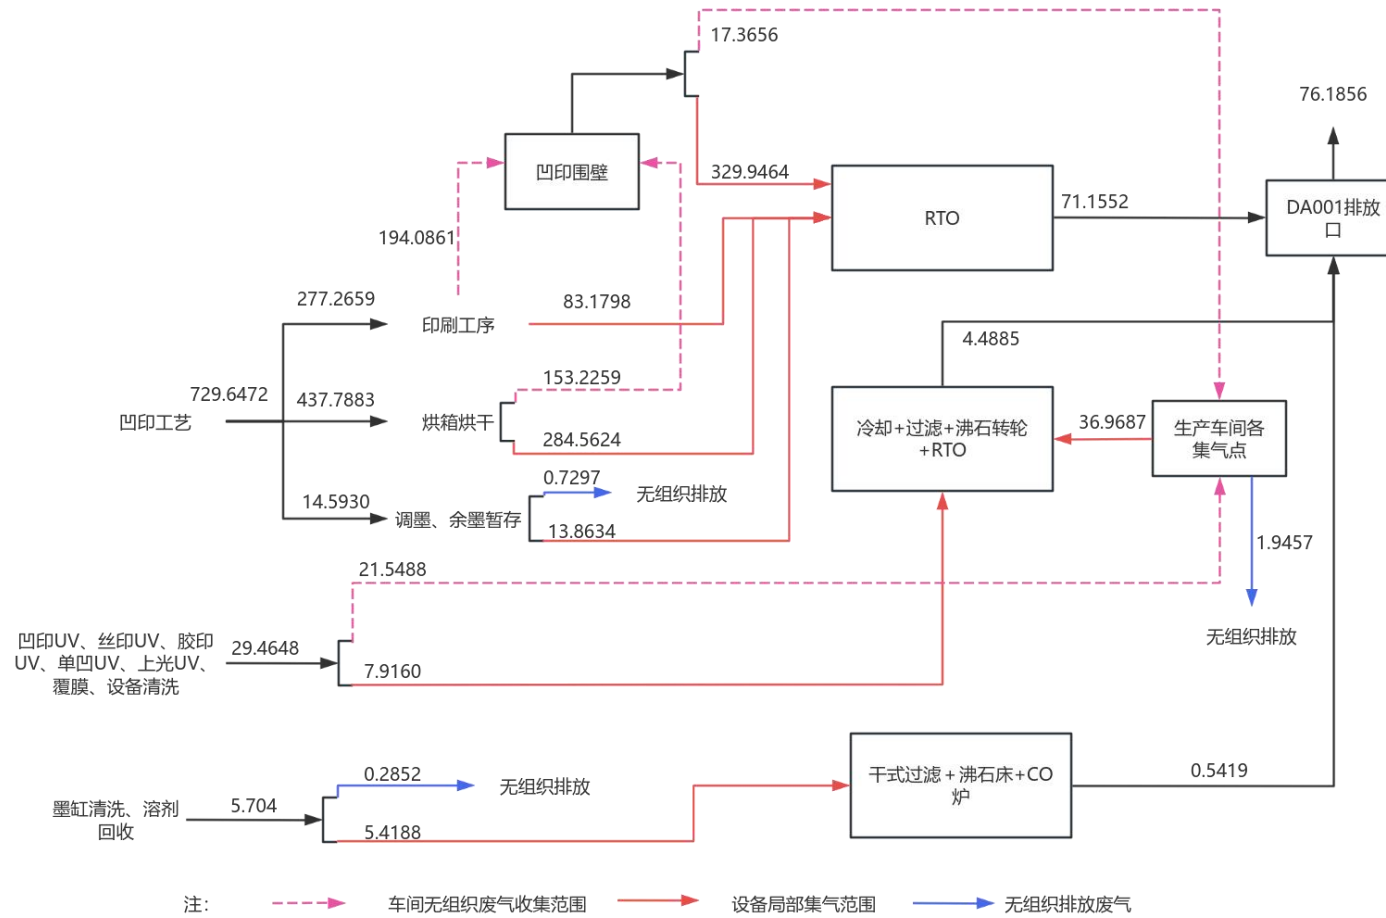 17.3656
76.1856
凹印围壁
329.9464
RTO
71.1552
DA001排放
口
194.0861
277.2659
印刷工序
83.1798
4.4885
729.6472
437.7883
凹印工艺
烘箱烘干
153.2259
284.5624
冷却+过滤+沸石转轮
+RTO
36.9687
生产车间各
集气点
14.5930
调墨、余墨暂存
0.7297
无组织排放
13.8634
1.9457
无组织排放
21.5488
凹印UV、丝印UV、胶印
UV、单凹UV、上光UV、
覆膜、设备清洗
29.4648
7.9160
墨缸清洗、溶剂
回收
5.704
0.2852
无组织排放
5.4188
干式过滤+沸石床+CO
炉
0.5419
注：
车间无组织废气收集范围
设备局部集气范围
无组织排放废气